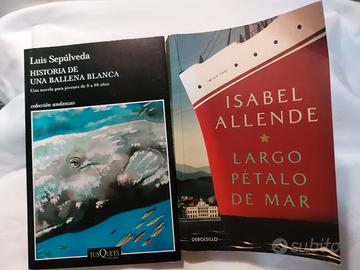 Luis Sepúlveda
HISTORIA DE
UNA BALLENA BLANCA
Una novela para jóvenes de 8 a 88 años
colección andanzas
TUSQUETS
WINNIPEG
ISABEL
ALLENDE
LARGO
PÉTALO
DE MAR
DEBOLSILLO
subito